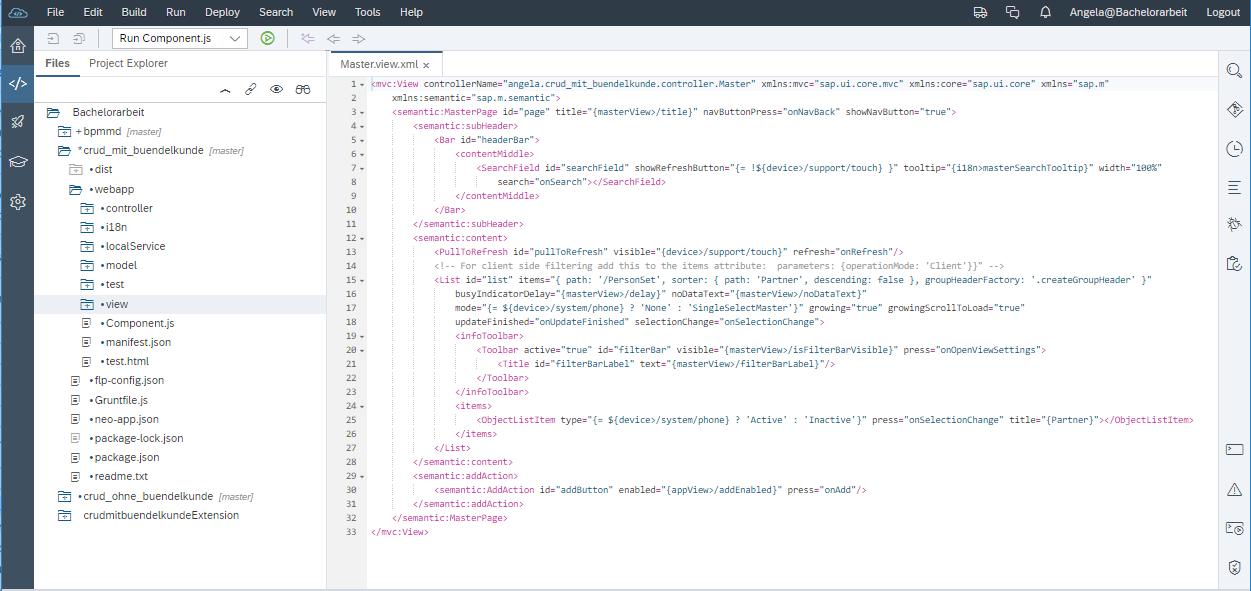 File Edit Build Run Deploy Search View Tools Help Angela@Bachelorarbeit Logout
Run Component.js
Files Project Explorer
Bachelorarbeit
+ bpmmd [master]
*crud_mit_buendelkunde [master]
•dist
•webapp
•controller
•i18n
•localService
•model
•test
•view
•Component.js
•manifest.json
•test.html
•flp-config.json
•Gruntfile.js
•neo-app.json
•package-lock.json
•package.json
•readme.txt
•crud_ohne_buendelkunde [master]
crudmitbuendelkundeExtension
Master.view.xml ×
1 <mvc:View controllerName="angela.crud_mit_buendelkunde.controller.Master" xmlns:mvc="sap.ui.core.mvc" xmlns:core="sap.ui.core" xmlns="sap.m"
2 xmlns:semantic="sap.m.semantic">
3 <semantic:MasterPage id="page" title="{masterView>/title}" navButtonPress="onNavBack" showNavButton="true">
4 <semantic:subHeader>
5 <Bar id="headerBar">
6 <contentMiddle>
7 <SearchField id="searchField" showRefreshButton="{= !${device>/support/touch} }" tooltip="{i18n>masterSearchTooltip}" width="100%"
8 search="onSearch"></SearchField>
9 </contentMiddle>
10 </Bar>
11 </semantic:subHeader>
12 <semantic:content>
13 <PullToRefresh id="pullToRefresh" visible="{device>/support/touch}" refresh="onRefresh"/>
14 <!-- For client side filtering add this to the items attribute: parameters: {operationMode: 'Client'}}" -->
15 <List id="list" items="{ path: '/PersonSet', sorter: { path: 'Partner', descending: false }, groupHeaderFactory: '.createGroupHeader' }"
16 busyIndicatorDelay="{masterView>/delay}" noDataText="{masterView>/noDataText}"
17 mode="{= ${device>/system/phone} ? 'None' : 'SingleSelectMaster'}" growing="true" growingScrollToLoad="true"
18 updateFinished="onUpdateFinished" selectionChange="onSelectionChange">
19 <infoToolbar>
20 <Toolbar active="true" id="filterBar" visible="{masterView>/isFilterBarVisible}" press="onOpenViewSettings">
21 <Title id="filterBarLabel" text="{masterView>/filterBarLabel}"/>
22 </Toolbar>
23 </infoToolbar>
24 <items>
25 <ObjectListItem type="{= ${device>/system/phone} ? 'Active' : 'Inactive'}" press="onSelectionChange" title="{Partner}"></ObjectListItem>
26 </items>
27 </List>
28 </semantic:content>
29 <semantic:addAction>
30 <semantic:AddAction id="addButton" enabled="{appView>/addEnabled}" press="onAdd"/>
31 </semantic:addAction>
32 </semantic:MasterPage>
33 </mvc:View>